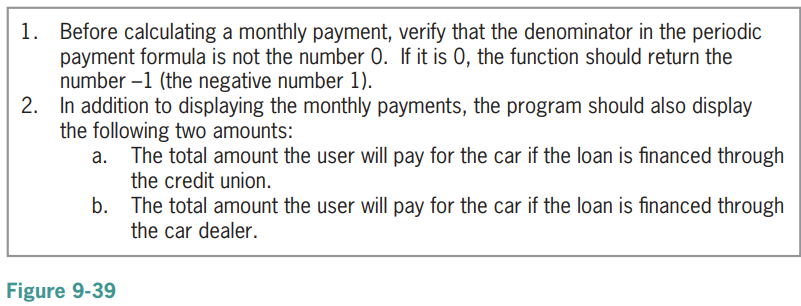 1. Before calculating a monthly payment, verify that the denominator in the periodic
payment formula is not the number 0. If it is 0, the function should return the
number –1 (the negative number 1).
2. In addition to displaying the monthly payments, the program should also display
the following two amounts:
a. The total amount the user will pay for the car if the loan is financed through
the credit union.
b. The total amount the user will pay for the car if the loan is financed through
the car dealer.
Figure 9-39